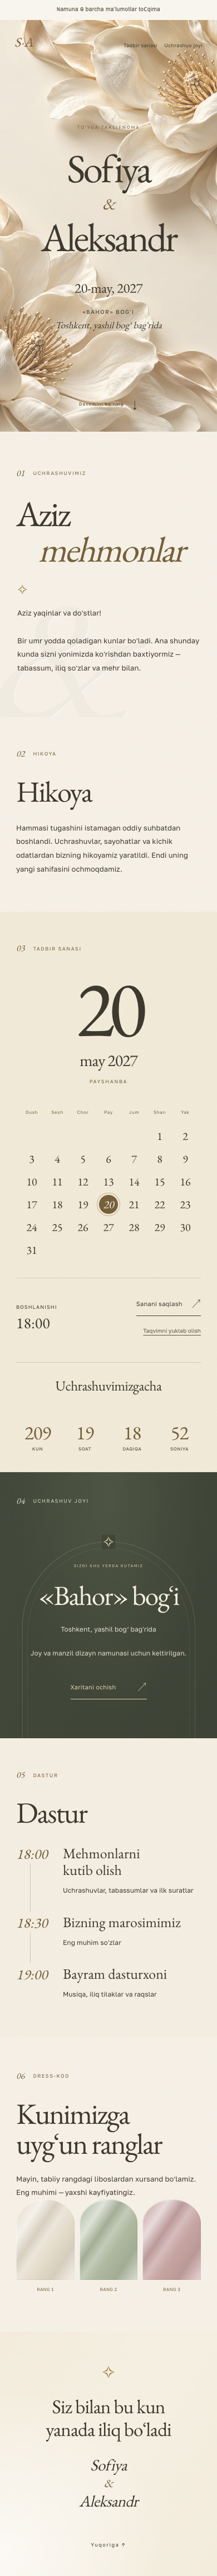 Namuna & barcha ma'lumotlar to'qima
S·A
Tadbir sanasi Uchrashuv joyi
TO'YGA TAKLIFNOMA
Sofiya
&
Aleksandr
20-may, 2027
«BAHOR» BOG'I
Toshkent, yashil bog' bag'rida
01 UCHRASHUVIMIZ
Aziz
mehmonlar
Aziz yaqinlar va do'stlar!
Bir umr yodda qoladigan kunlar bo'ladi. Ana shunday
kunda sizni yonimizda ko'rishdan baxtiyormiz —
tabassum, iliq so'zlar va mehr bilan.
&
02 HIKOYA
Hikoya
Hammasi tugashini istamagan oddiy suhbatdan
boshlandi. Uchrashuvlar, sayohatlar va kichik
odatlardan bizning hikoyamiz yaratildi. Endi uning
yangi sahifasini ochmoqdamiz.
03 TADBIR SANASI
20
may 2027
PAYSHANBA
Dush Sesh Chor Pay Jum Shan Yak
1 2
3 4 5 6 7 8 9
10 11 12 13 14 15 16
17 18 19 20 21 22 23
24 25 26 27 28 29 30
31
BOSHLANISHI
18:00
Sanani saqlash
Taqvimni yuklab olish
Uchrashuvimizgacha
209 19 18 52
KUN SOAT DAQIQA SONIYA
04 UCHRASHUV JOYI
SIZNI SHU YERDA KUTAMIZ
«Bahor» bog'i
Toshkent, yashil bog' bag'rida
Joy va manzil dizayn namunasi uchun keltirilgan.
Xaritani ochish
05 DASTUR
Dastur
18:00 Mehmonlarni
kutib olish
Uchrashuvlar, tabassumlar va ilk suratlar
18:30 Bizning marosimimiz
Eng muhim so'zlar
19:00 Bayram dasturxoni
Musiqa, iliq tilaklar va raqslar
06 DRESS-KOD
Kunimizga
uyg'un ranglar
Mayin, tabiiy rangdagi liboslardan xursand bo'lamiz.
Eng muhimi — yaxshi kayfiyatingiz.
RANG 1 RANG 2 RANG 3
Siz bilan bu kun
yanada iliq bo'ladi
Sofiya
&
Aleksandr
Yuqoriga ↑